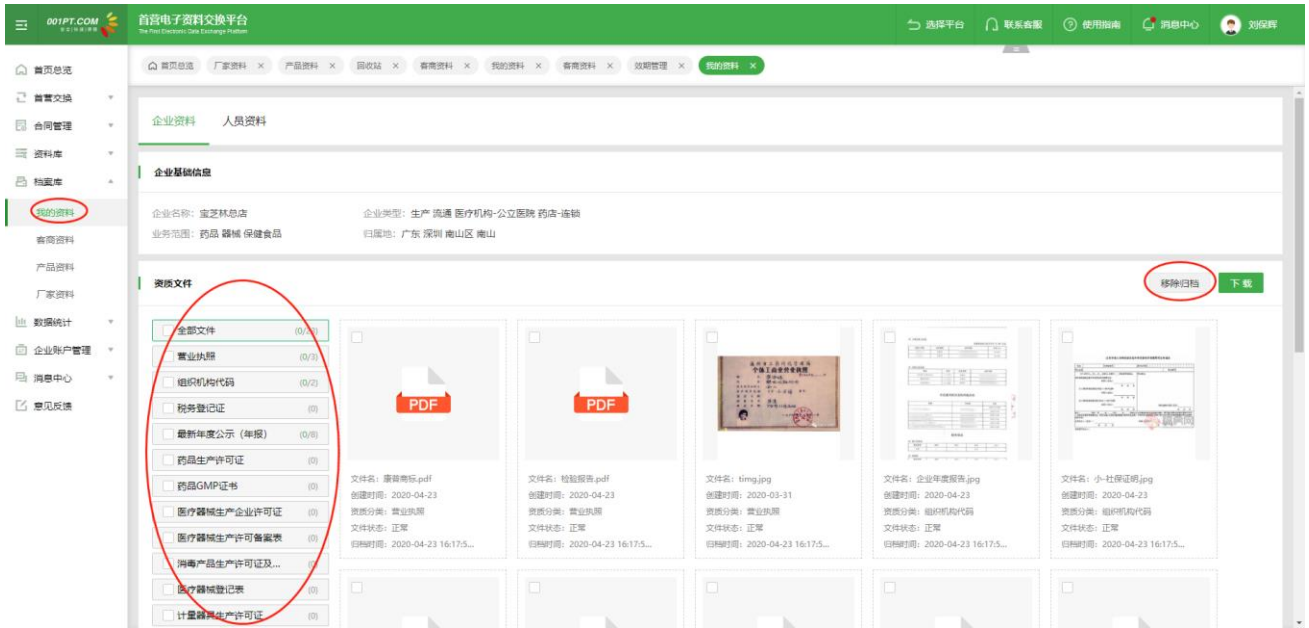 001PT.COM
首营电子资料交换平台
The First Electronic Data Exchange Platform
选择平台
联系客服
使用指南
消息中心
刘保辉
首页总览
厂家资料
产品资料
回收站
客商资料
我的资料
客商资料
效期管理
我的资料
首页总览
首营交换
合同管理
资料库
档案库
我的资料
客商资料
产品资料
厂家资料
数据统计
企业账户管理
消息中心
意见反馈
企业资料
人员资料
企业基础信息
企业名称:宝芝林总店
企业类型:生产 流通 医疗机构-公立医院 药店-连锁
业务范围:药品 器械 保健食品
归属地:广东 深圳 南山区 南山
资质文件
移除归档
下载
全部文件
营业执照 (0/3)
组织机构代码 (0/2)
税务登记证 (0)
最新年度公示（年报） (0/8)
药品生产许可证 (0)
药品GMP证书 (0)
医疗器械生产企业许可证 (0)
医疗器械生产许可备案表 (0)
消毒产品生产许可证及...
医疗器械登记表 (0)
计量器具生产许可证 (0)
PDF
文件名:康替商标.pdf
创建时间:2020-04-23
资质分类:营业执照
文件状态:正常
归档时间:2020-04-23 16:17:5...
PDF
文件名:检验报告.pdf
创建时间:2020-04-23
资质分类:营业执照
文件状态:正常
归档时间:2020-04-23 16:17:5...
个体工商业营业执照
文件名:timg.jpg
创建时间:2020-03-31
资质分类:营业执照
文件状态:正常
归档时间:2020-04-23 16:17:5...
文件名:企业年度报告.jpg
创建时间:2020-04-23
资质分类:组织机构代码
文件状态:正常
归档时间:2020-04-23 16:17:5...
文件名:小-社保证明.jpg
创建时间:2020-04-23
资质分类:组织机构代码
文件状态:正常
归档时间:2020-04-23 16:17:5...